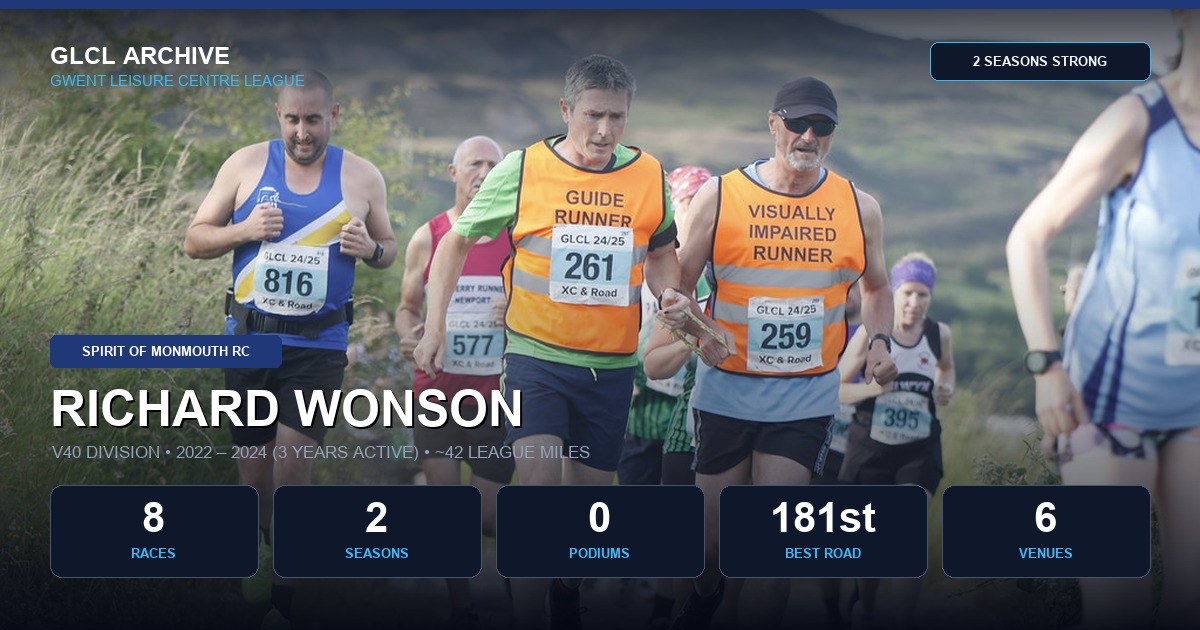 GLCL ARCHIVE
GWENT LEISURE CENTRE LEAGUE
2 SEASONS STRONG
GUIDE
RUNNER
GLCL 24/25
261
XC & Road
VISUALLY
IMPAIRED
RUNNER
GLCL 24/25
259
XC & Road
GLCL 24/25
816
XC & Road
NEWPORT
GLCL 24/25
577
XC & Road
395
SPIRIT OF MONMOUTH RC
RICHARD WONSON
V40 DIVISION • 2022 – 2024 (3 YEARS ACTIVE) • ~42 LEAGUE MILES
8
RACES
2
SEASONS
0
PODIUMS
181st
BEST ROAD
6
VENUES